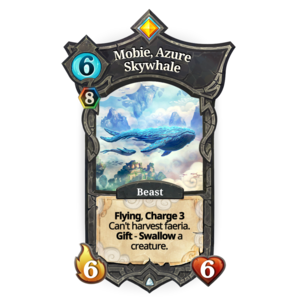 Mobie, Azure
Skywhale
6
8
Beast
Flying, Charge 3
Can't harvest faeria.
Gift - Swallow a
creature.
6
6